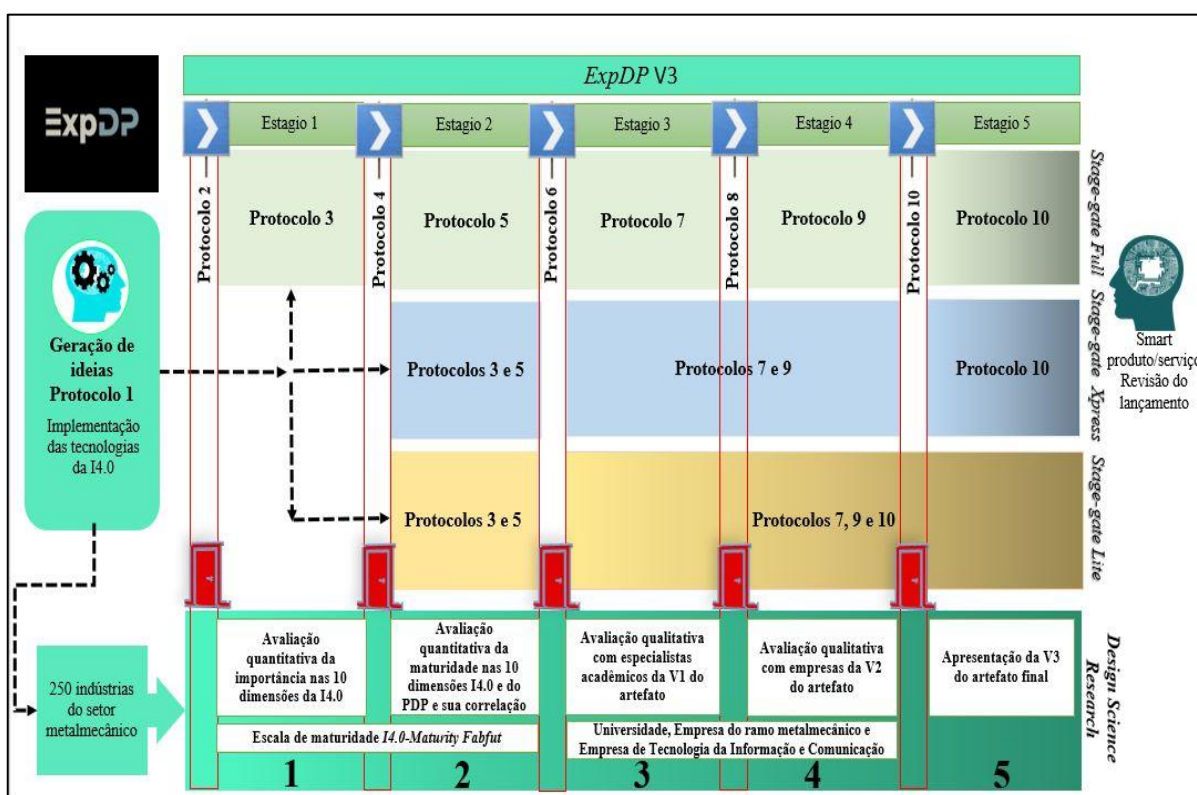 ExpDP V3
ExpDP
Estagio 1
Estagio 2
Estagio 3
Estagio 4
Estagio 5
Protocolo 2
Protocolo 4
Protocolo 6
Protocolo 8
Protocolo 10
Protocolo 3
Protocolo 5
Protocolo 7
Protocolo 9
Protocolo 10
Stage-gate Full
Geração de
ideias
Protocolo 1
Implementação
das tecnologias
da I4.0
Protocolos 3 e 5
Protocolos 7 e 9
Protocolo 10
Stage-gate Xpress
Smart
produto/serviço
Revisão do
lançamento
Protocolos 3 e 5
Protocolos 7, 9 e 10
Stage-gate Lite
250 indústrias
do setor
metalmecânico
Avaliação
quantitativa da
importância nas 10
dimensões da I4.0
Avaliação
quantitativa da
maturidade nas 10
dimensões I4.0 e do
PDP e sua correlação
Avaliação qualitativa
com especialistas
acadêmicos da V1 do
artefato
Avaliação qualitativa
com empresas da V2
do artefato
Apresentação da V3
do artefato final
Escala de maturidade I4.0-Maturity Fabfut
Universidade, Empresa do ramo metalmecânico e
Empresa de Tecnologia da Informação e Comunicação
1
2
3
4
5
Design Science
Research